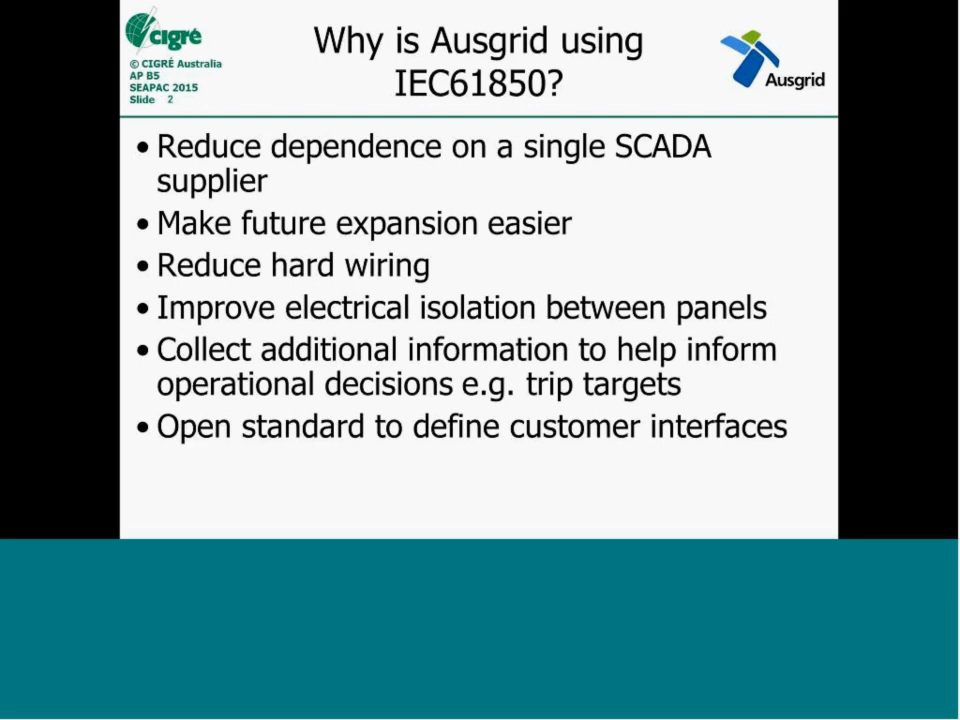 cigré
© CIGRÉ Australia
AP B5
SEAPAC 2015
Slide 2
Why is Ausgrid using
IEC61850?
Ausgrid
• Reduce dependence on a single SCADA
supplier
• Make future expansion easier
• Reduce hard wiring
• Improve electrical isolation between panels
• Collect additional information to help inform
operational decisions e.g. trip targets
• Open standard to define customer interfaces